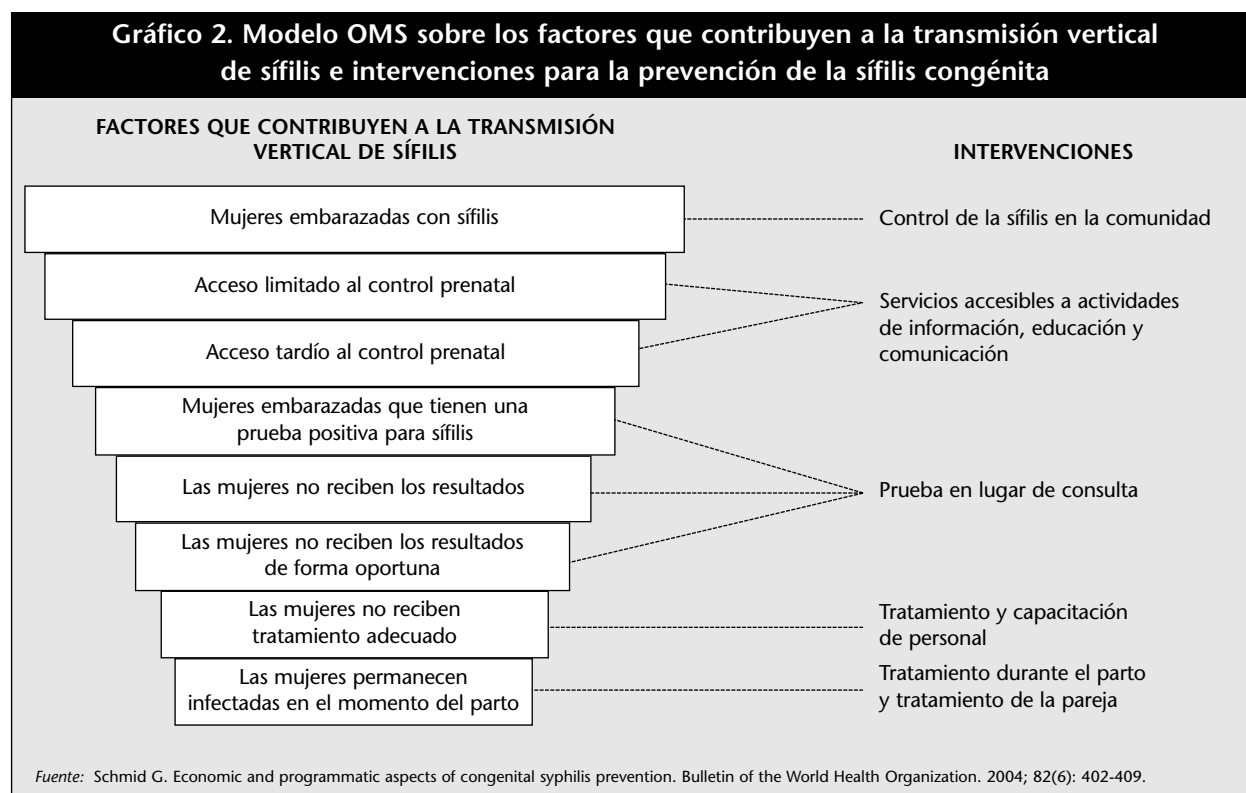 Gráfico 2. Modelo OMS sobre los factores que contribuyen a la transmisión vertical
de sífilis e intervenciones para la prevención de la sífilis congénita
FACTORES QUE CONTRIBUYEN A LA TRANSMISIÓN
VERTICAL DE SÍFILIS
INTERVENCIONES
Mujeres embarazadas con sífilis
Control de la sífilis en la comunidad
Acceso limitado al control prenatal
Acceso tardío al control prenatal
Servicios accesibles a actividades
de información, educación y
comunicación
Mujeres embarazadas que tienen una
prueba positiva para sífilis
Las mujeres no reciben los resultados
Las mujeres no reciben los resultados
de forma oportuna
Prueba en lugar de consulta
Las mujeres no reciben
tratamiento adecuado
Tratamiento y capacitación
de personal
Las mujeres permanecen
infectadas en el momento del parto
Tratamiento durante el parto
y tratamiento de la pareja
Fuente: Schmid G. Economic and programmatic aspects of congenital syphilis prevention. Bulletin of the World Health Organization. 2004; 82(6): 402-409.